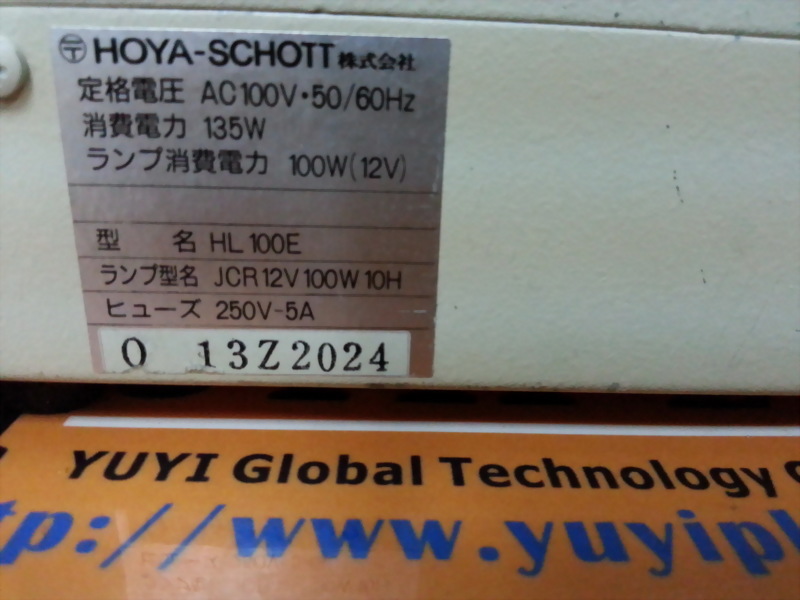 〒 HOYA-SCHOTT 株式会社
定格電圧 AC100V・50/60Hz
消費電力 135W
ランプ消費電力 100W(12V)
型 名 HL 100E
ランプ型名 JCR12V100W10H
ヒューズ 250V-5A
O 13Z2024
YUYI Global Technology
tp://www.yuyipl